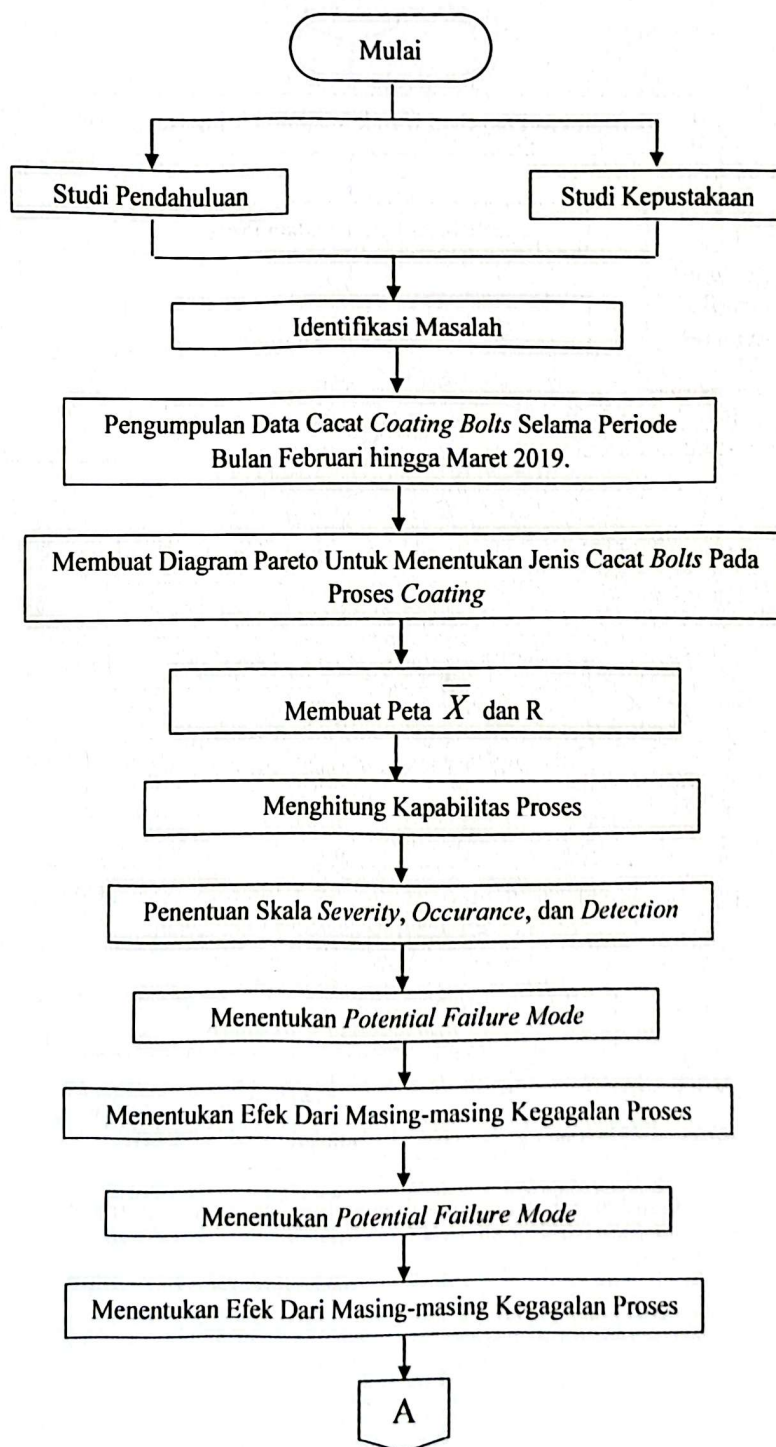 Mulai
Studi Pendahuluan
Studi Kepustakaan
Identifikasi Masalah
Pengumpulan Data Cacat Coating Bolts Selama Periode
Bulan Februari hingga Maret 2019.
Membuat Diagram Pareto Untuk Menentukan Jenis Cacat Bolts Pada
Proses Coating
Membuat Peta X̄ dan R
Menghitung Kapabilitas Proses
Penentuan Skala Severity, Occurance, dan Detection
Menentukan Potential Failure Mode
Menentukan Efek Dari Masing-masing Kegagalan Proses
Menentukan Potential Failure Mode
Menentukan Efek Dari Masing-masing Kegagalan Proses
A